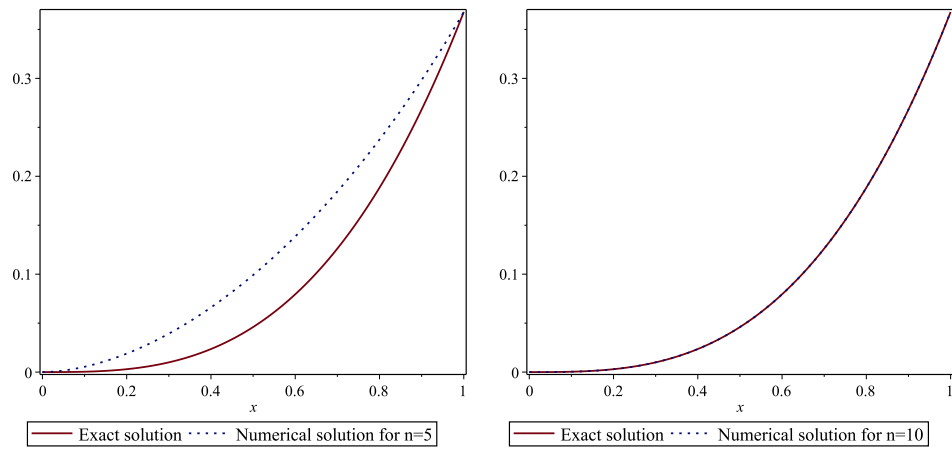 0.3
0.2
0.1
0
0 0.2 0.4 0.6 0.8 1
x
Exact solution Numerical solution for n=5
0.3
0.2
0.1
0
0 0.2 0.4 0.6 0.8 1
x
Exact solution Numerical solution for n=10